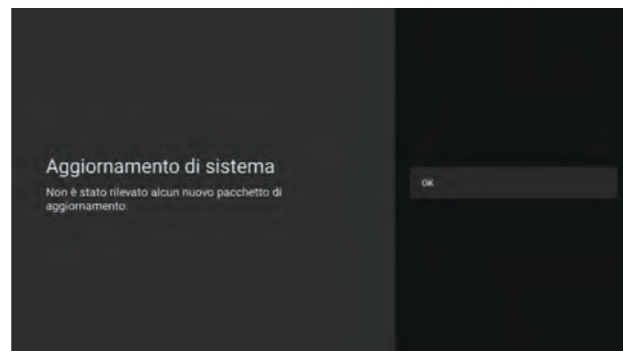 Aggiornamento di sistema
Non è stato rilevato alcun nuovo pacchetto di
aggiornamento.
OK